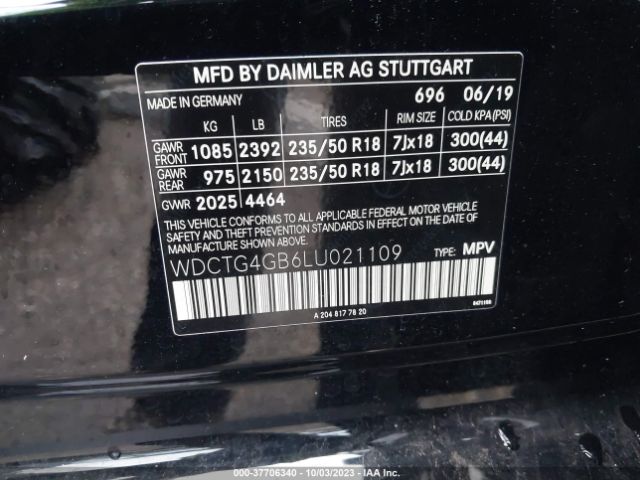 MFD BY DAIMLER AG STUTTGART
MADE IN GERMANY 696 06/19
KG LB TIRES RIM SIZE COLD KPA(PSI)
GAWR FRONT 1085 2392 235/50 R18 7Jx18 300(44)
GAWR REAR 975 2150 235/50 R18 7Jx18 300(44)
GVWR 2025 4464
THIS VEHICLE CONFORMS TO ALL APPLICABLE FEDERAL MOTOR VEHICLE
SAFETY AND THEFT PREVENTION STANDARDS IN EFFECT ON THE DATE OF
MANUFACTURE SHOWN ABOVE.
WDCTG4GB6LU021109 TYPE: MPV
A 204 817 78 20
000-37706340 - 10/03/2023 - IAA Inc.